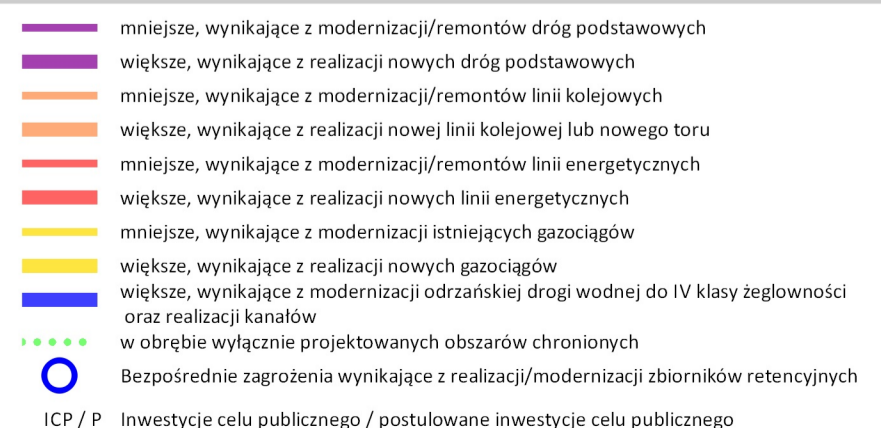 mniejsze, wynikające z modernizacji/remontów dróg podstawowych
większe, wynikające z realizacji nowych dróg podstawowych
mniejsze, wynikające z modernizacji/remontów linii kolejowych
większe, wynikające z realizacji nowej linii kolejowej lub nowego toru
mniejsze, wynikające z modernizacji/remontów linii energetycznych
większe, wynikające z realizacji nowych linii energetycznych
mniejsze, wynikające z modernizacji istniejących gazociągów
większe, wynikające z realizacji nowych gazociągów
większe, wynikające z modernizacji odrzańskiej drogi wodnej do IV klasy żeglowności
oraz realizacji kanałów
w obrębie wyłącznie projektowanych obszarów chronionych
Bezpośrednie zagrożenia wynikające z realizacji/modernizacji zbiorników retencyjnych
ICP / P Inwestycje celu publicznego / postulowane inwestycje celu publicznego